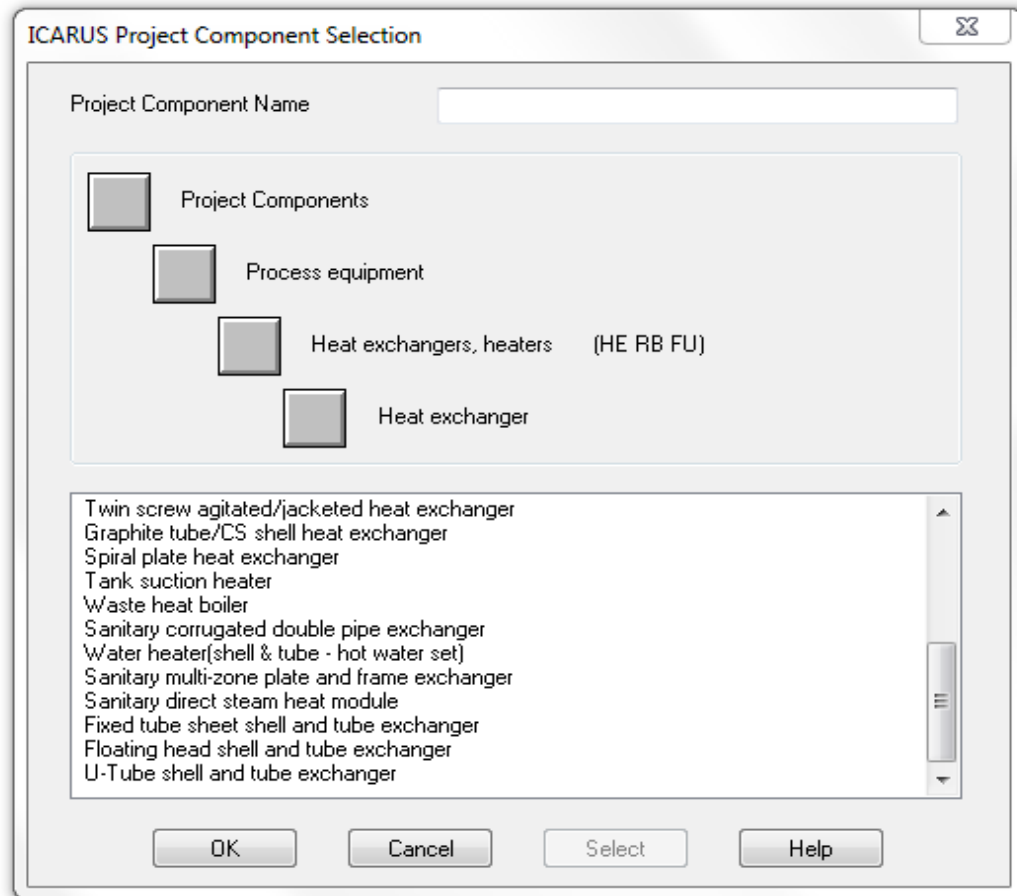 ICARUS Project Component Selection
Project Component Name
Project Components
Process equipment
Heat exchangers, heaters (HE RB FU)
Heat exchanger
Twin screw agitated/jacketed heat exchanger
Graphite tube/CS shell heat exchanger
Spiral plate heat exchanger
Tank suction heater
Waste heat boiler
Sanitary corrugated double pipe exchanger
Water heater(shell & tube - hot water set)
Sanitary multi-zone plate and frame exchanger
Sanitary direct steam heat module
Fixed tube sheet shell and tube exchanger
Floating head shell and tube exchanger
U-Tube shell and tube exchanger
OK Cancel Select Help